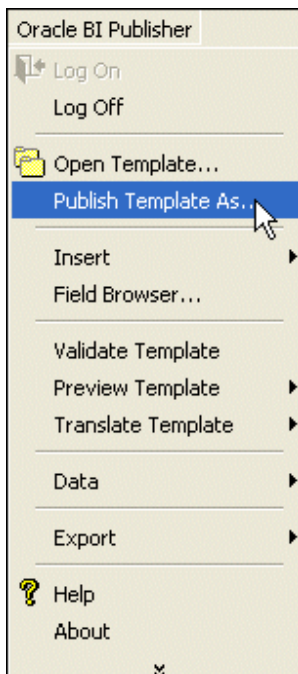 Oracle BI Publisher
Log On
Log Off
Open Template...
Publish Template As...
Insert
Field Browser...
Validate Template
Preview Template
Translate Template
Data
Export
Help
About